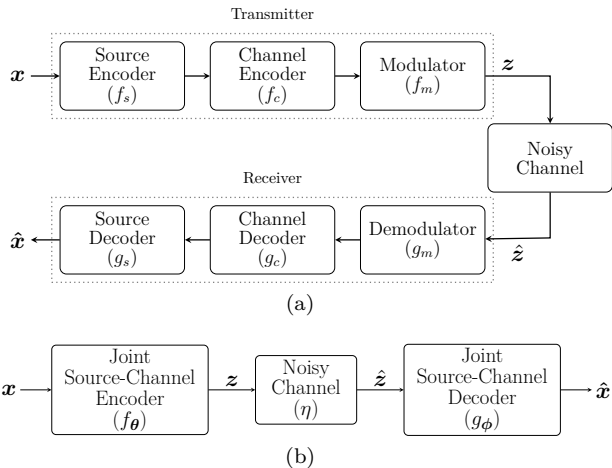 Transmitter
x
Source
Encoder
(f_s)
Channel
Encoder
(f_c)
Modulator
(f_m)
z
Noisy
Channel
Receiver
x̂
Source
Decoder
(g_s)
Channel
Decoder
(g_c)
Demodulator
(g_m)
ẑ
(a)
x
Joint
Source-Channel
Encoder
(f_θ)
z
Noisy
Channel
(η)
ẑ
Joint
Source-Channel
Decoder
(g_ϕ)
x̂
(b)